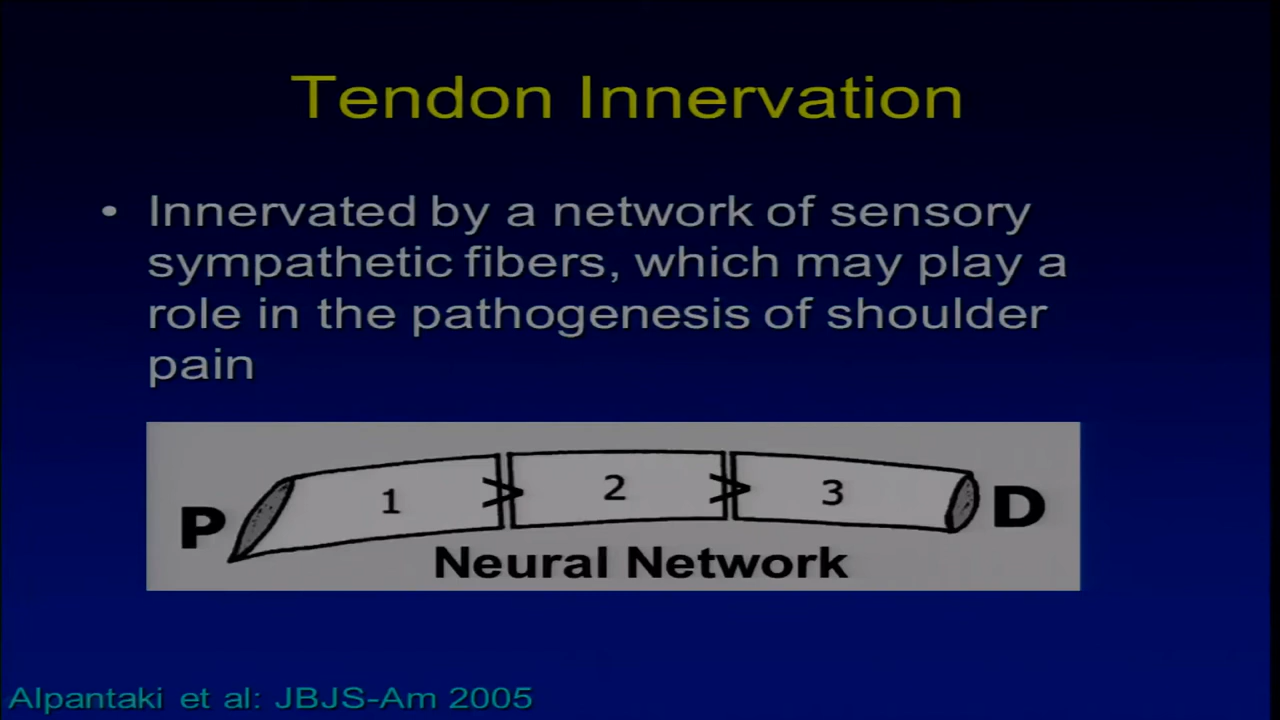 Tendon Innervation
• Innervated by a network of sensory
sympathetic fibers, which may play a
role in the pathogenesis of shoulder
pain
P 1 > 2 > 3 D
Neural Network
Alpantaki et al: JBJS-Am 2005